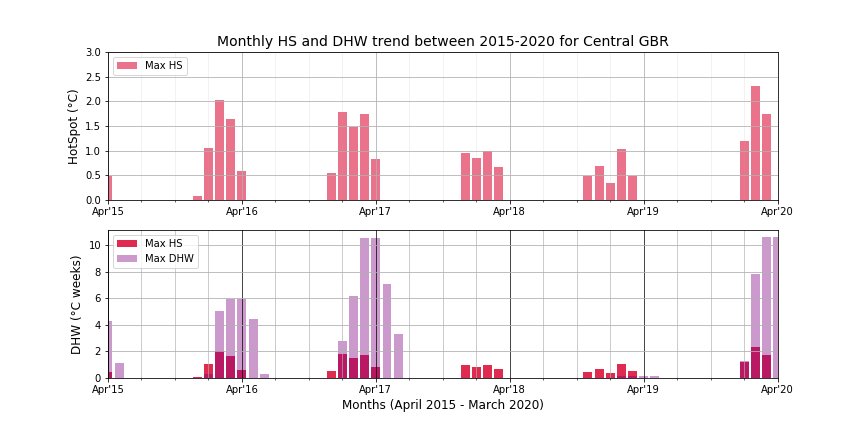 Monthly HS and DHW trend between 2015-2020 for Central GBR
3.0
2.5
2.0
1.5
1.0
0.5
0.0
HotSpot (°C)
Max HS
Apr'15 Apr'16 Apr'17 Apr'18 Apr'19 Apr'20
10
8
6
4
2
0
DHW (°C weeks)
Max HS
Max DHW
Apr'15 Apr'16 Apr'17 Apr'18 Apr'19 Apr'20
Months (April 2015 - March 2020)